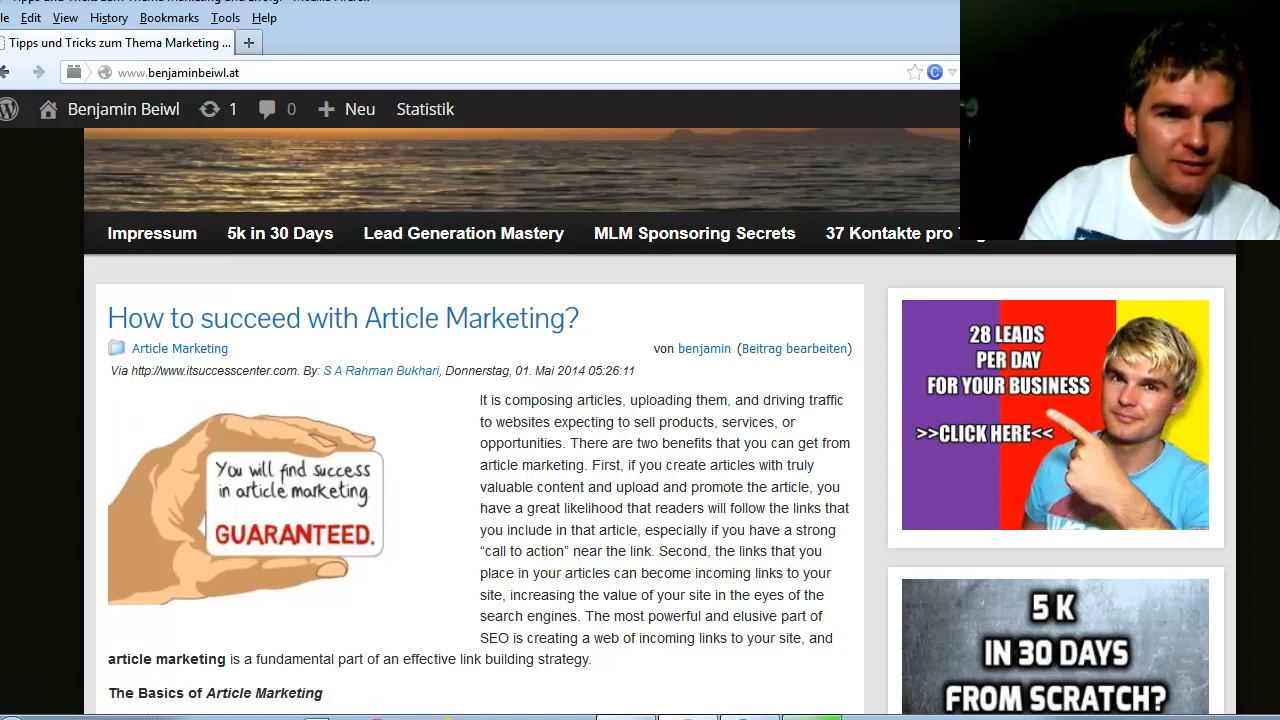 Tipps und Tricks zum Thema Marketing
Edit View History Bookmarks Tools Help
Tipps und Tricks zum Thema Marketing ... +
www.benjaminbeiwl.at
Benjamin Beiwl 1 0 + Neu Statistik
Impressum 5k in 30 Days Lead Generation Mastery MLM Sponsoring Secrets 37 Kontakte pro
How to succeed with Article Marketing?
Article Marketing von benjamin (Beitrag bearbeiten)
Via http://www.itsuccesscenter.com. By: S A Rahman Bukhari, Donnerstag, 01. Mai 2014 05:26:11
You will find success
in article marketing.
GUARANTEED.
It is composing articles, uploading them, and driving traffic
to websites expecting to sell products, services, or
opportunities. There are two benefits that you can get from
article marketing. First, if you create articles with truly
valuable content and upload and promote the article, you
have a great likelihood that readers will follow the links that
you include in that article, especially if you have a strong
“call to action” near the link. Second, the links that you
place in your articles can become incoming links to your
site, increasing the value of your site in the eyes of the
search engines. The most powerful and elusive part of
SEO is creating a web of incoming links to your site, and
article marketing is a fundamental part of an effective link building strategy.
The Basics of Article Marketing
28 LEADS
PER DAY
FOR YOUR BUSINESS
>>CLICK HERE<<
5 K
IN 30 DAYS
FROM SCRATCH?